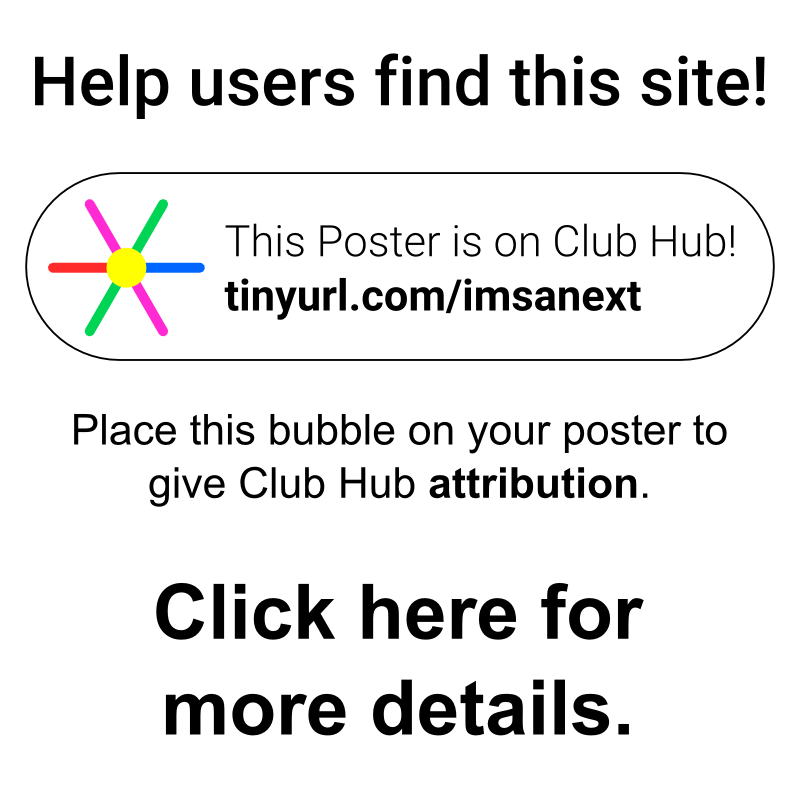 Help users find this site!
This Poster is on Club Hub!
tinyurl.com/imsanext
Place this bubble on your poster to
give Club Hub attribution.
Click here for
more details.